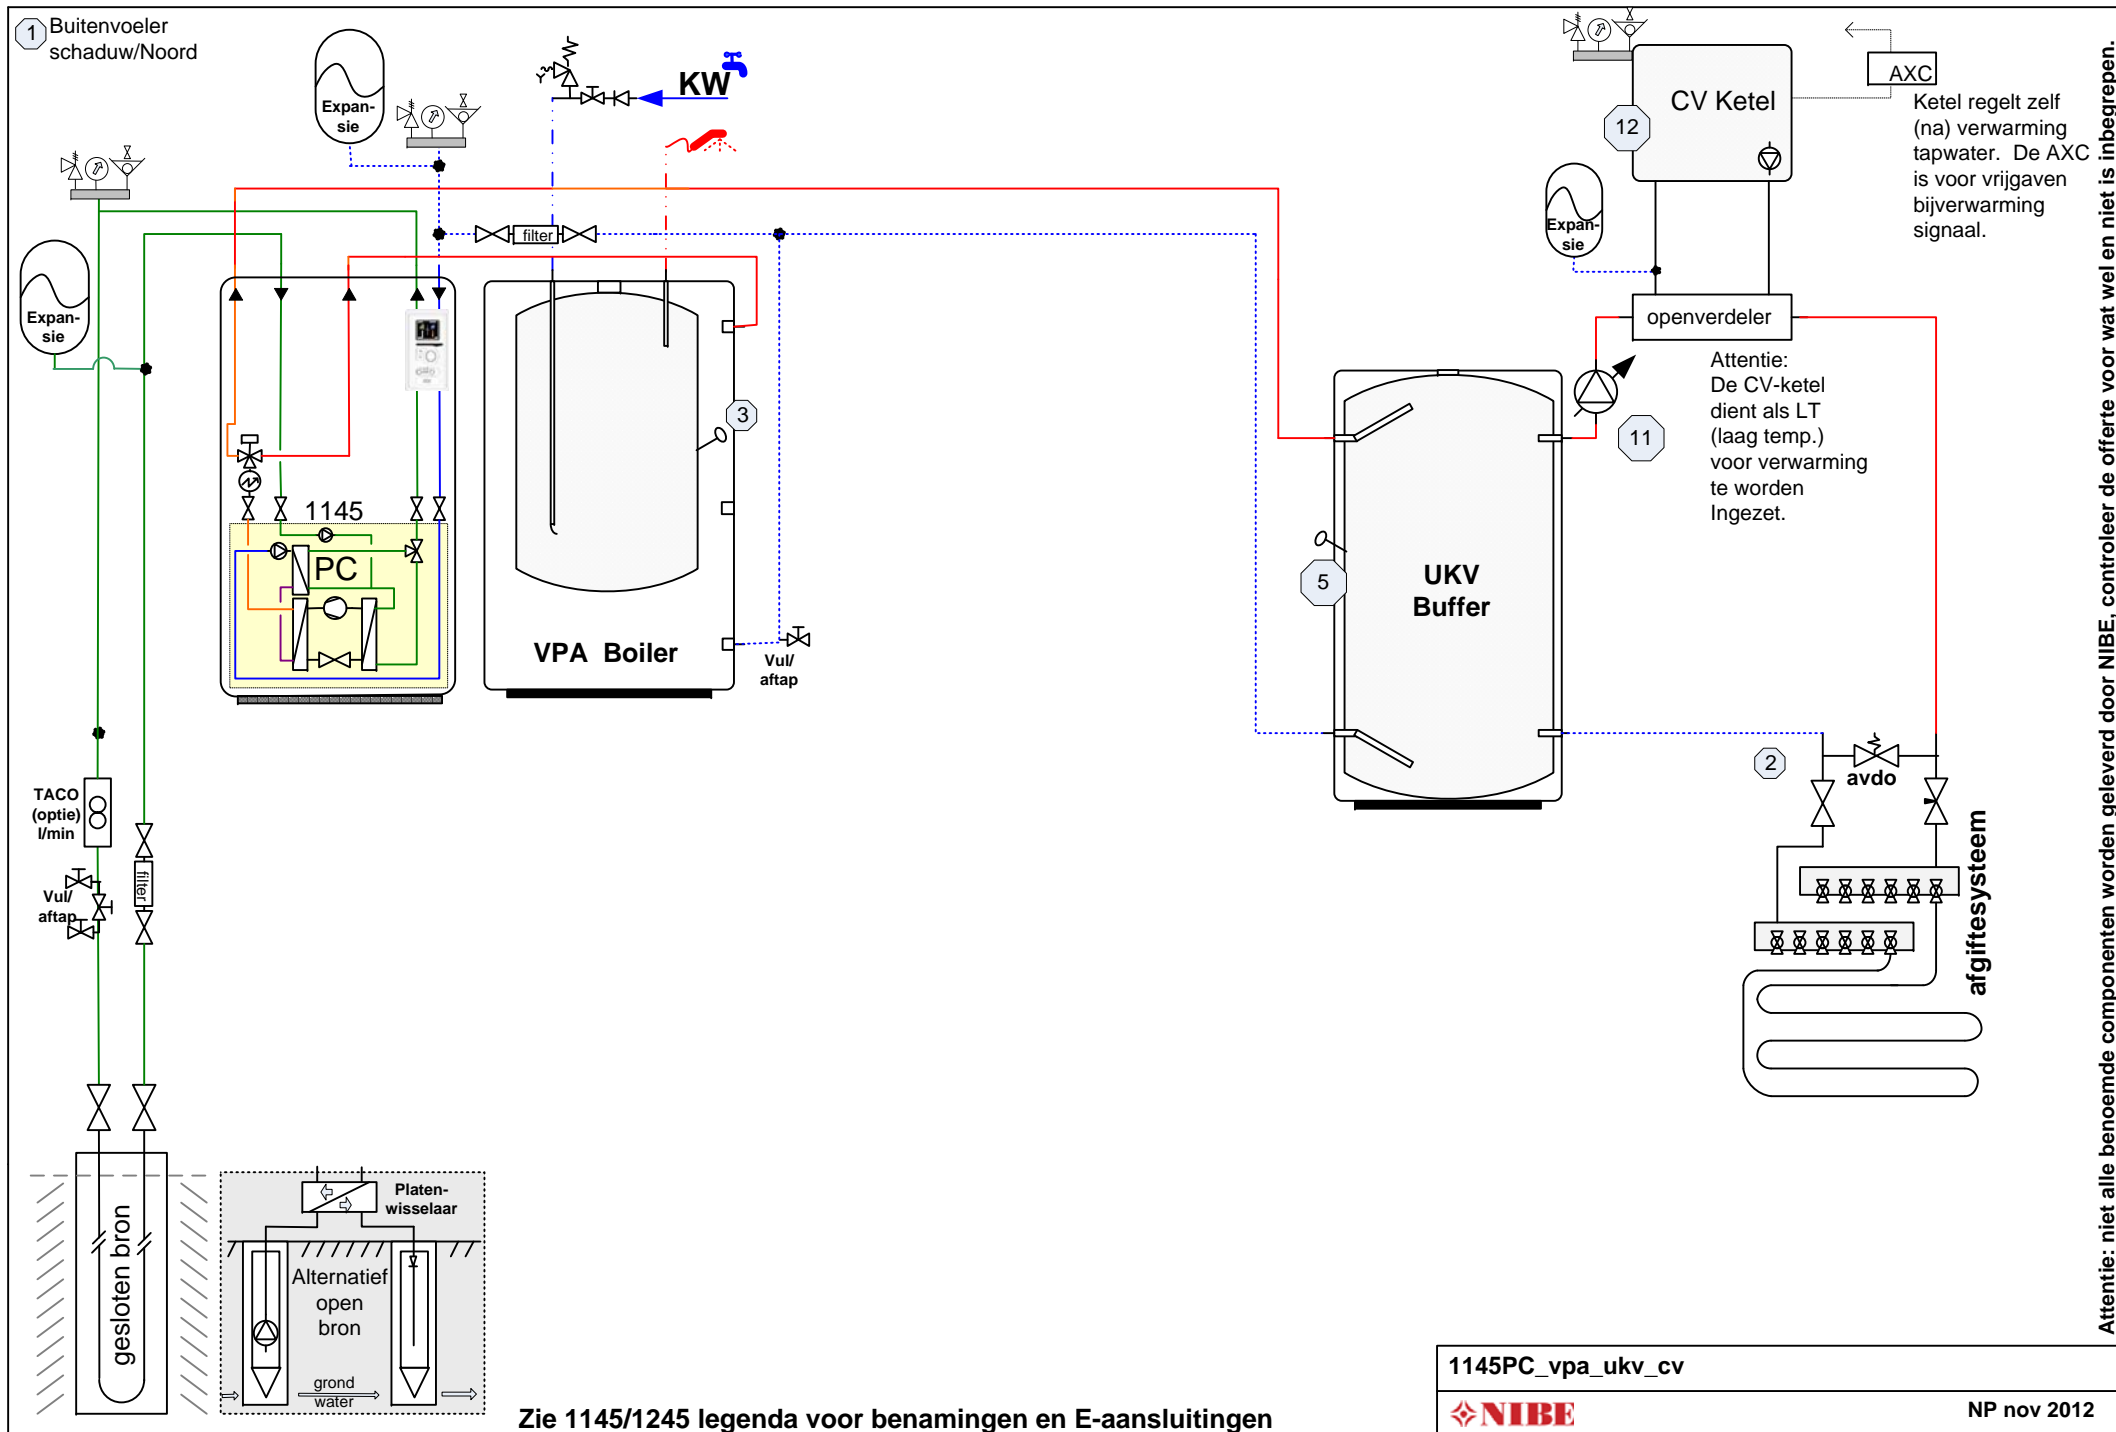 1
Buitenvoeler
schaduw/Noord
Expan-
sie
KW
CV Ketel
AXC
12
Ketel regelt zelf
(na) verwarming
tapwater. De AXC
is voor vrijgaven
bijverwarming
signaal.
Expan-
sie
filter
Expan-
sie
openverdeler
Attentie:
De CV-ketel
dient als LT
(laag temp.)
voor verwarming
te worden
Ingezet.
3
11
1145
PC
5
UKV
Buffer
VPA Boiler
Vul/
aftap
2
avdo
TACO
(optie)
l/min
filter
Vul/
aftap
afgiftesysteem
gesloten bron
Platen-
wisselaar
Alternatief
open
bron
grond
water
Zie 1145/1245 legenda voor benamingen en E-aansluitingen
1145PC_vpa_ukv_cv
NIBE
NP nov 2012
Attentie: niet alle benoemde componenten worden geleverd door NIBE, controleer de offerte voor wat wel en niet is inbegrepen.